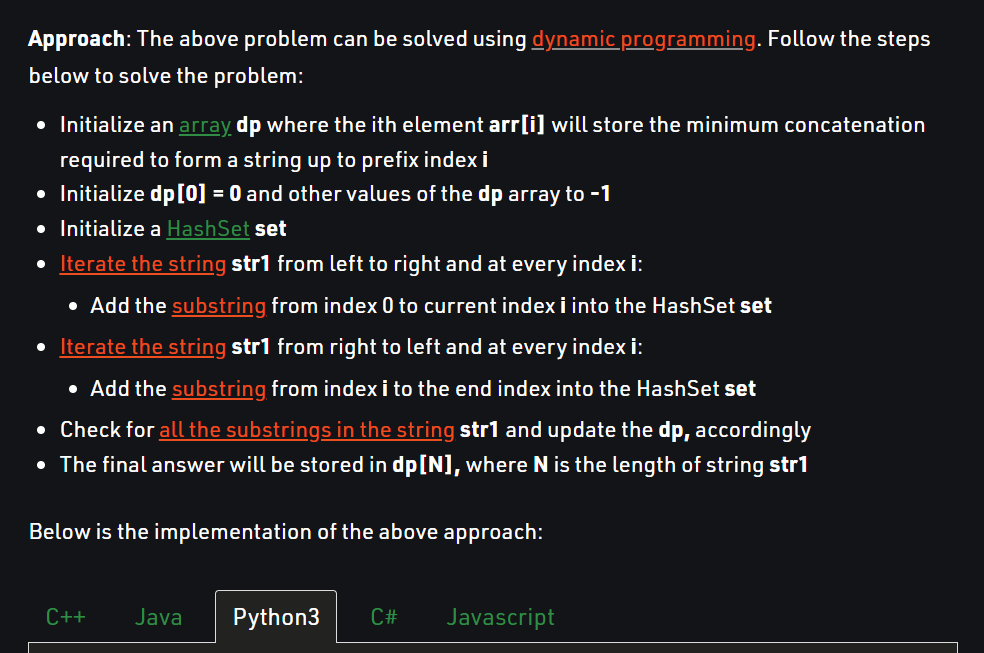 Approach: The above problem can be solved using dynamic programming. Follow the steps
below to solve the problem:
• Initialize an array dp where the ith element arr[i] will store the minimum concatenation
required to form a string up to prefix index i
• Initialize dp[0] = 0 and other values of the dp array to -1
• Initialize a HashSet set
• Iterate the string str1 from left to right and at every index i:
• Add the substring from index 0 to current index i into the HashSet set
• Iterate the string str1 from right to left and at every index i:
• Add the substring from index i to the end index into the HashSet set
• Check for all the substrings in the string str1 and update the dp, accordingly
• The final answer will be stored in dp[N], where N is the length of string str1
Below is the implementation of the above approach:
C++ Java Python3 C# Javascript